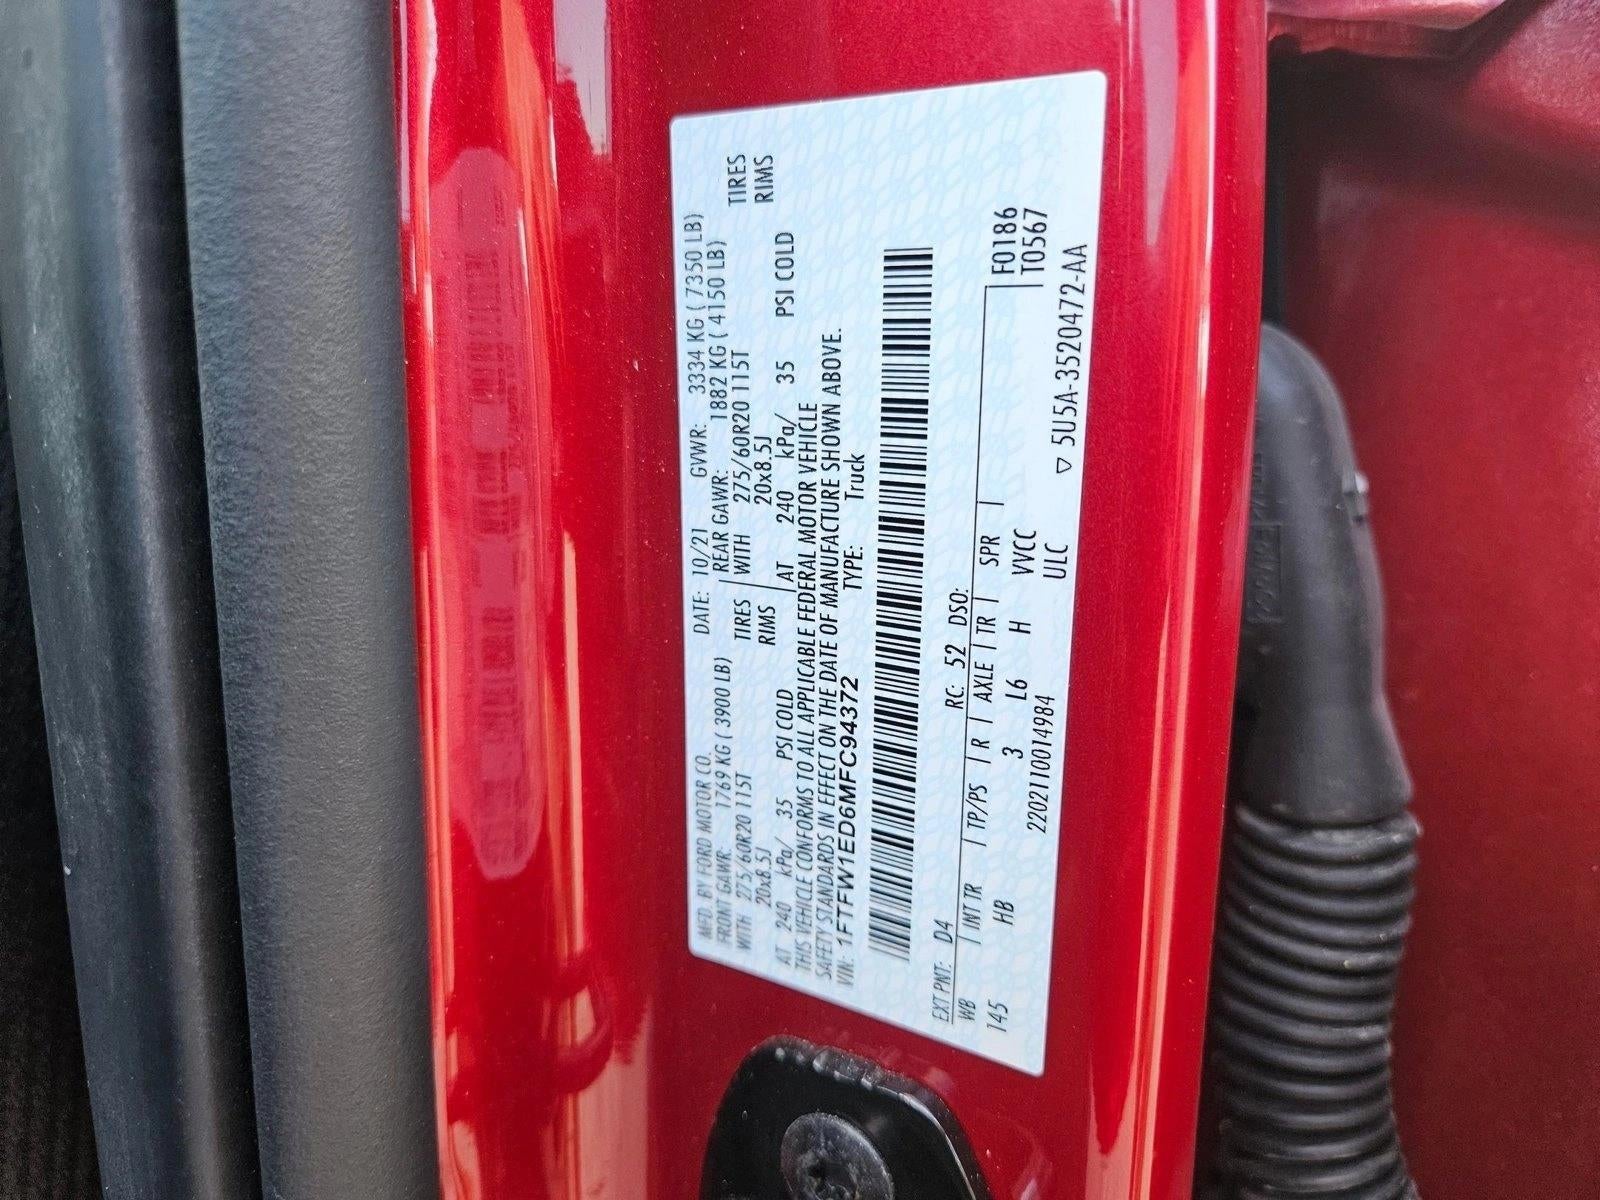 MFD. BY FORD MOTOR CO. DATE: 10/21 GVWR: 3334 KG ( 7350 LB)
FRONT GAWR: 1769 KG ( 3900 LB) REAR GAWR: 1882 KG ( 4150 LB)
WITH 275/60R20 115T TIRES WITH 275/60R20 115T TIRES
20x8.5J RIMS 20x8.5J RIMS
AT 240 kPa/ 35 PSI COLD AT 240 kPa/ 35 PSI COLD
THIS VEHICLE CONFORMS TO ALL APPLICABLE FEDERAL MOTOR VEHICLE
SAFETY STANDARDS IN EFFECT ON THE DATE OF MANUFACTURE SHOWN ABOVE.
VIN: 1FTFW1ED6MFC94372 TYPE: Truck
EXT PNT: D4 RC: 52 DSO:
WB | INT TR | TP/PS | R | AXLE | TR | SPR | F0186
145 HB 3 L6 H VVCC T0567
2202110014984 ULC
▽ 5U5A-3520472-AA